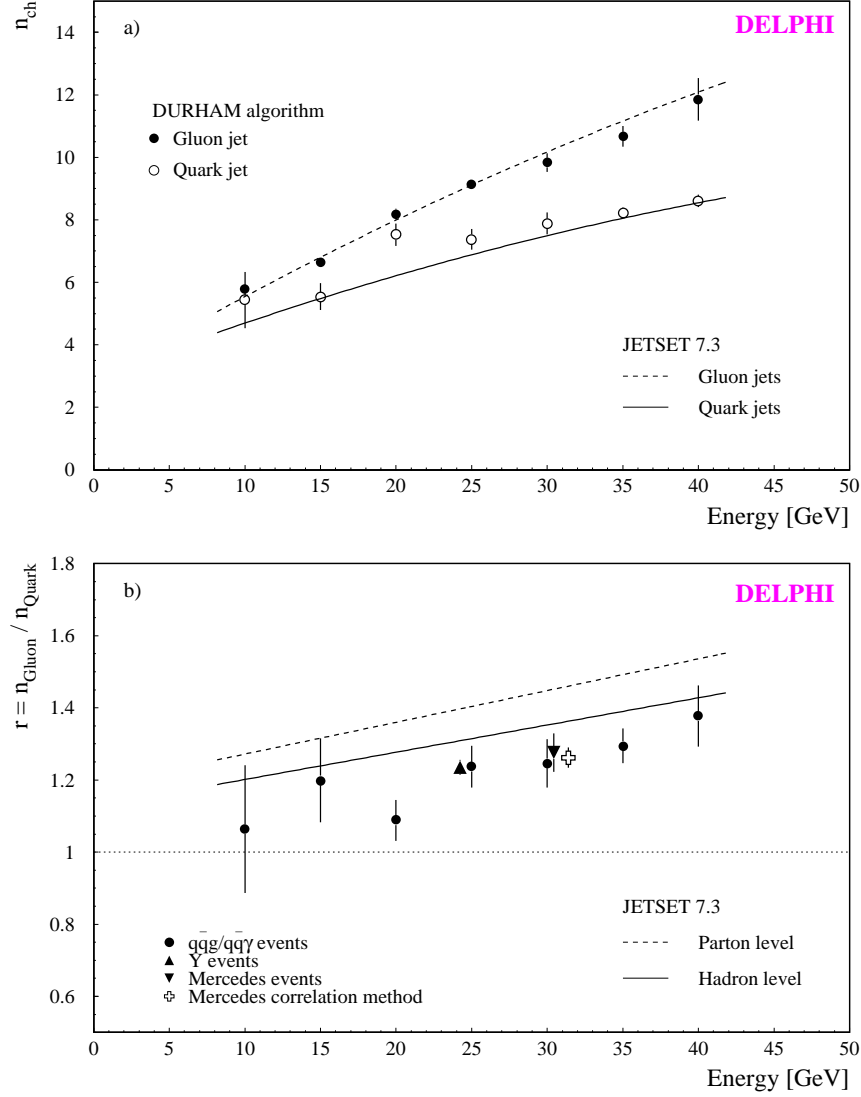 n_ch
14
12
10
8
6
4
2
0
a)
DELPHI
DURHAM algorithm
Gluon jet
Quark jet
JETSET 7.3
Gluon jets
Quark jets
0 5 10 15 20 25 30 35 40 45 50
Energy [GeV]
r = n_Gluon / n_Quark
1.8
1.6
1.4
1.2
1
0.8
0.6
b)
DELPHI
JETSET 7.3
Parton level
Hadron level
qq̄g/qq̄γ events
Y events
Mercedes events
Mercedes correlation method
0 5 10 15 20 25 30 35 40 45 50
Energy [GeV]